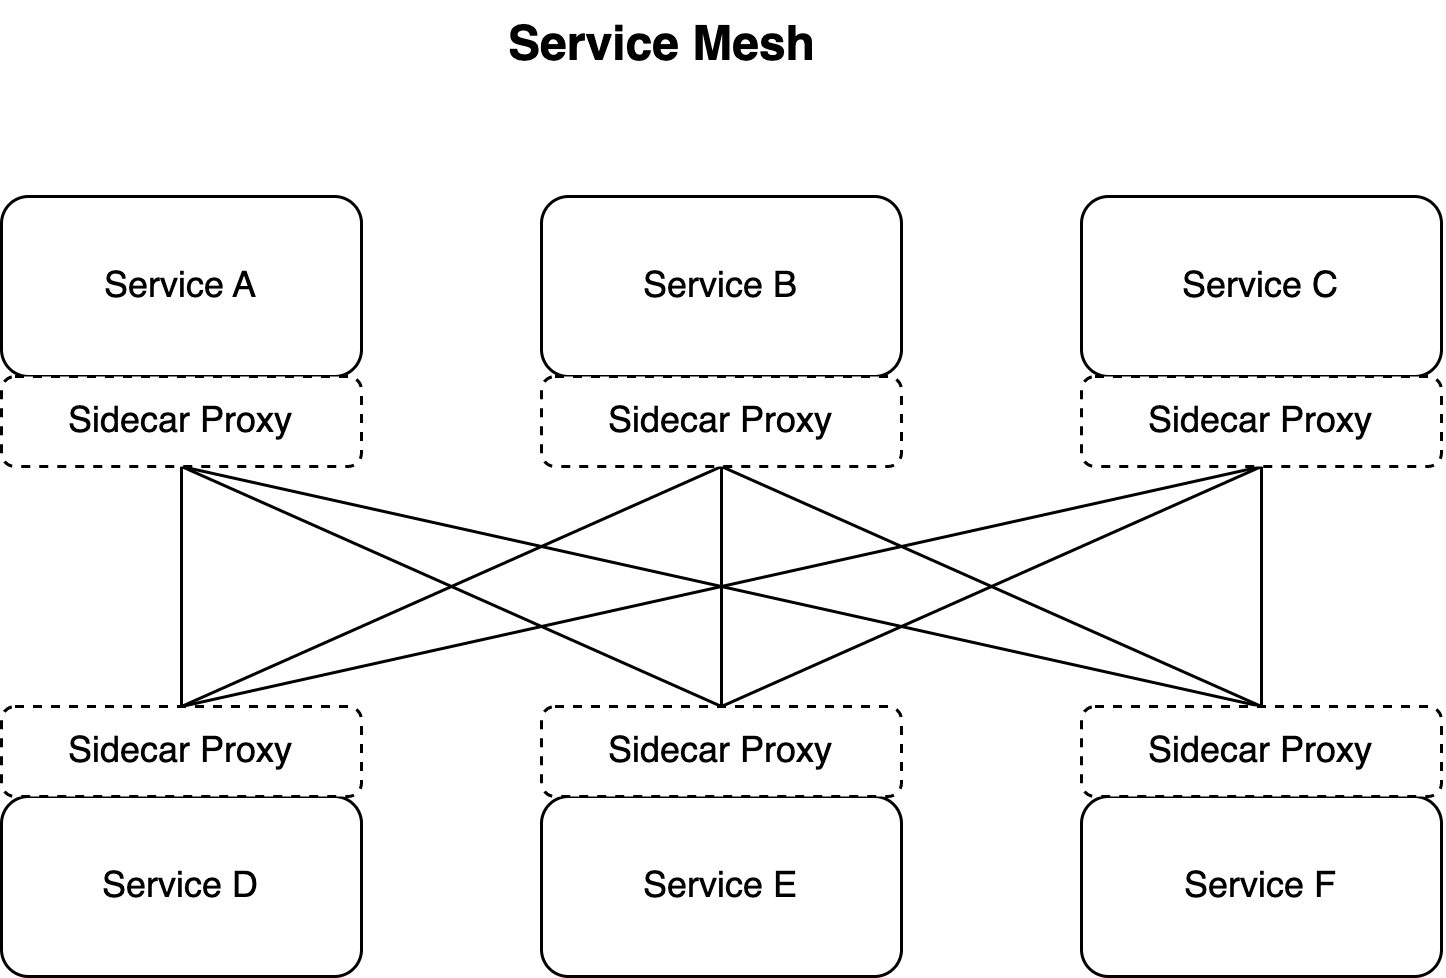 Service Mesh
Service A
Service B
Service C
Sidecar Proxy
Sidecar Proxy
Sidecar Proxy
Sidecar Proxy
Sidecar Proxy
Sidecar Proxy
Service D
Service E
Service F